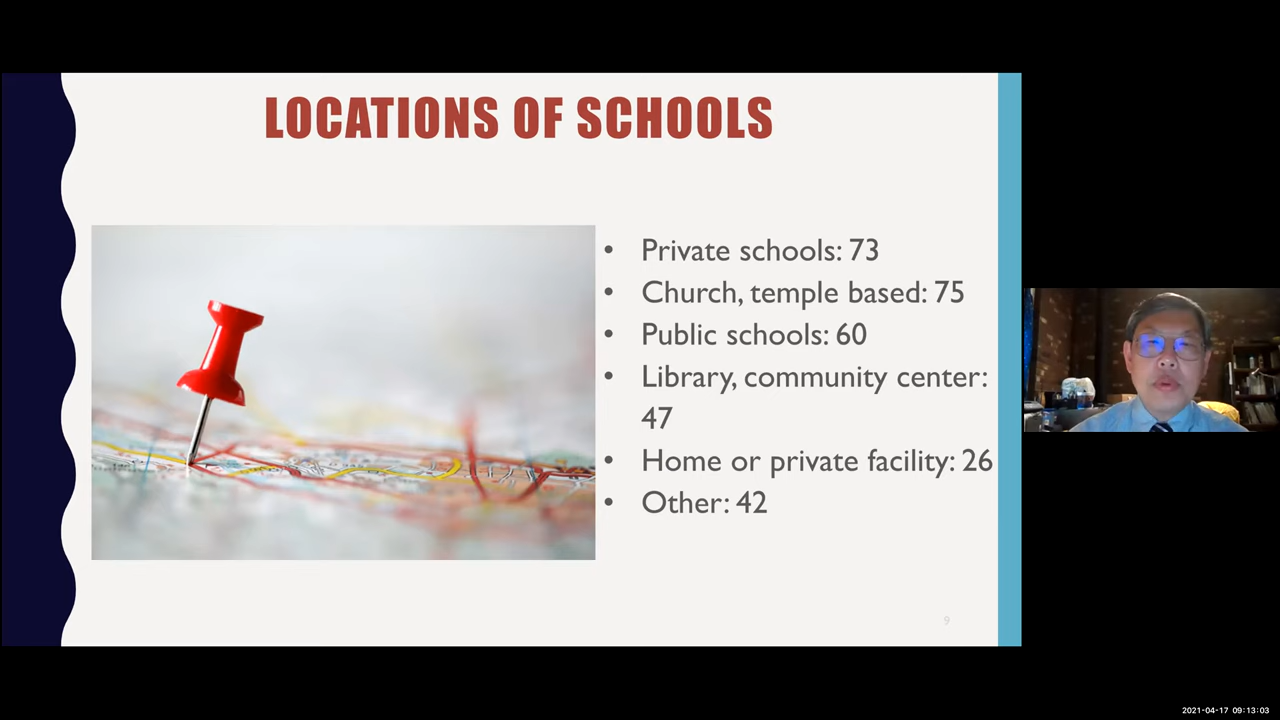 LOCATIONS OF SCHOOLS
• Private schools: 73
• Church, temple based: 75
• Public schools: 60
• Library, community center:
47
• Home or private facility: 26
• Other: 42
9
2021-04-17 09:13:03